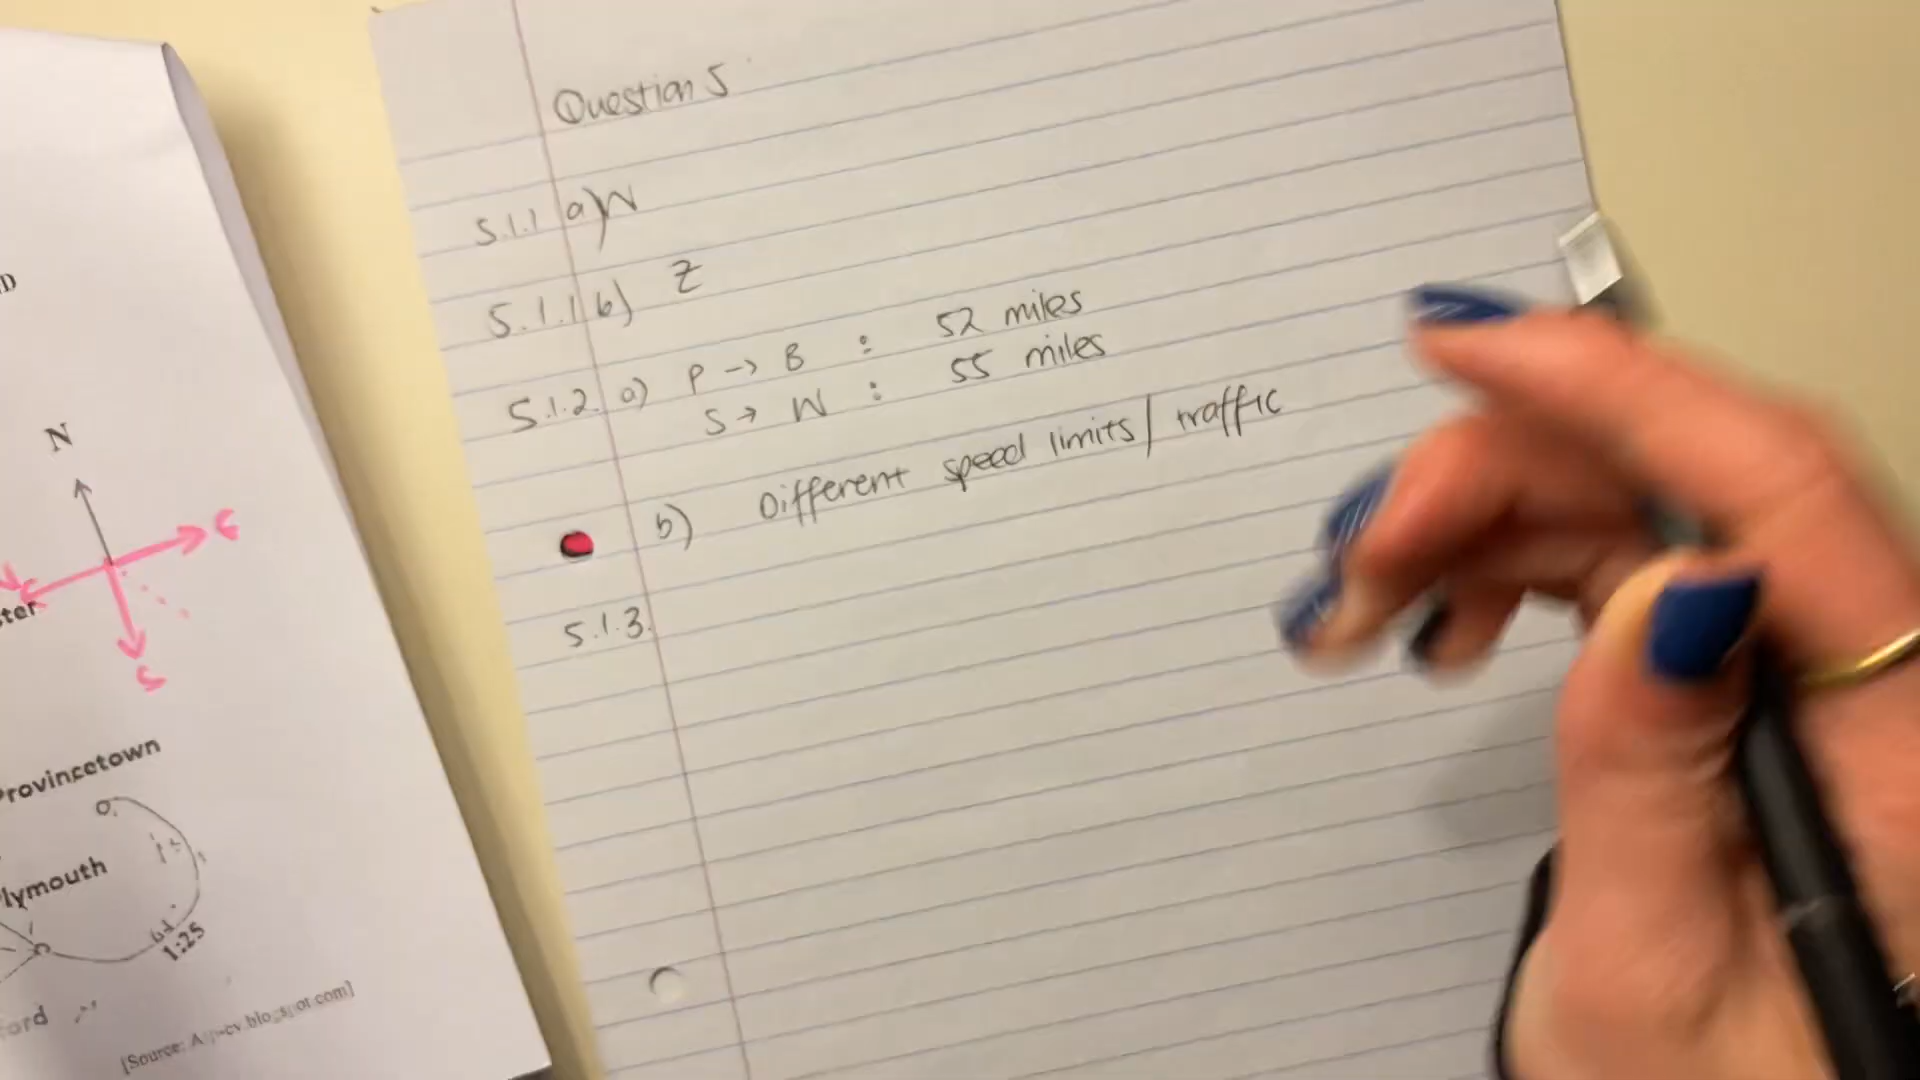 Question 5
5.1.1 a) W
5.1.1 b) Z
5.1.2. a) P → B : 52 miles
S → W : 55 miles
b) Different speed limits/ traffic
5.1.3.
N
S
Provincetown
Plymouth
1:25